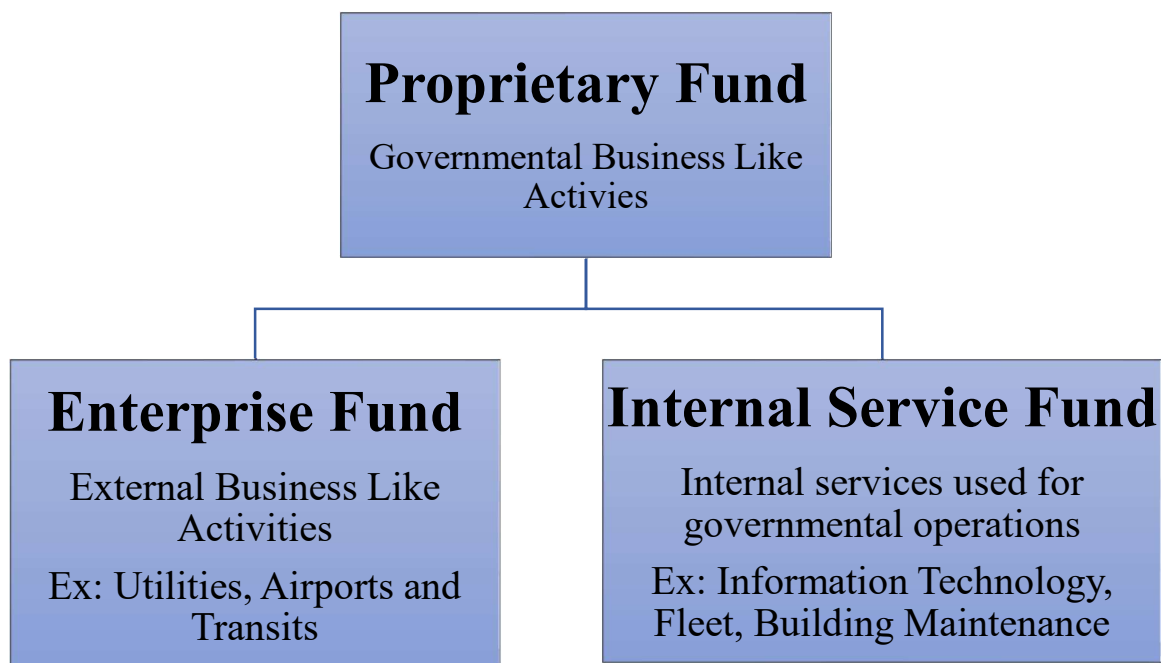 Proprietary Fund
Governmental Business Like
Activies
Enterprise Fund
External Business Like
Activities
Ex: Utilities, Airports and
Transits
Internal Service Fund
Internal services used for
governmental operations
Ex: Information Technology,
Fleet, Building Maintenance